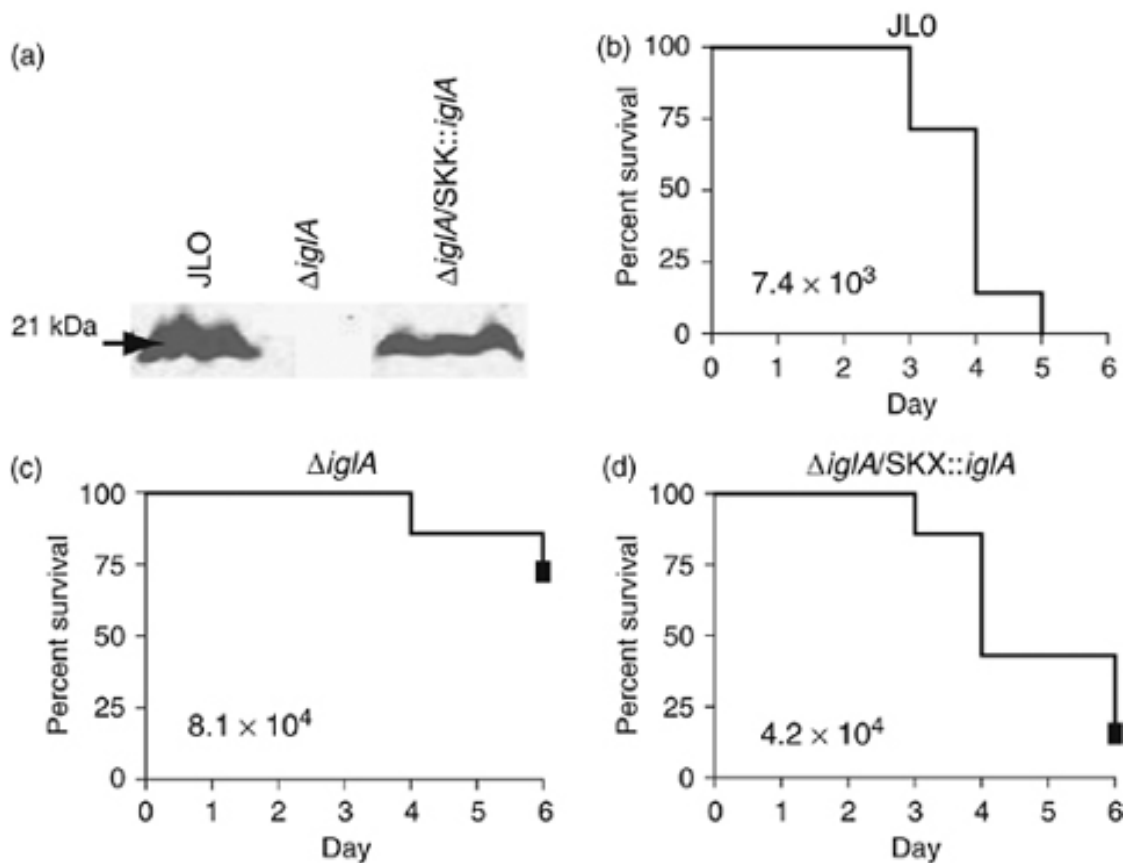 (a)
JLO
ΔiglA
ΔiglA/SKK::iglA
21 kDa
(b)
JL0
100
75
50
25
0
Percent survival
7.4 × 10³
0 1 2 3 4 5 6
Day
(c)
ΔiglA
100
75
50
25
0
Percent survival
8.1 × 10⁴
0 1 2 3 4 5 6
Day
(d)
ΔiglA/SKX::iglA
100
75
50
25
0
Percent survival
4.2 × 10⁴
0 1 2 3 4 5 6
Day